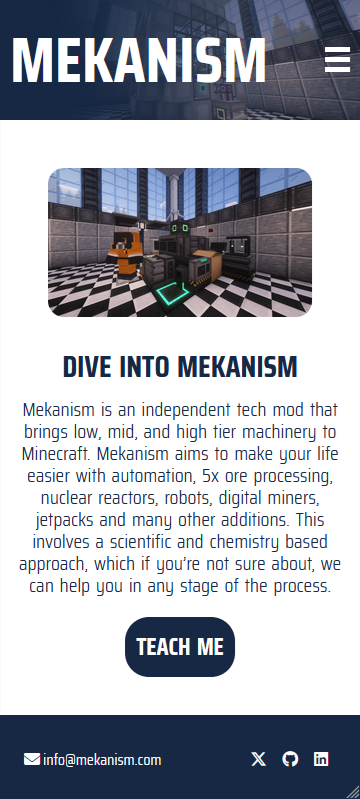 MEKANISM
DIVE INTO MEKANISM
Mekanism is an independent tech mod that
brings low, mid, and high tier machinery to
Minecraft. Mekanism aims to make your life
easier with automation, 5x ore processing,
nuclear reactors, robots, digital miners,
jetpacks and many other additions. This
involves a scientific and chemistry based
approach, which if you’re not sure about, we
can help you in any stage of the process.
TEACH ME
info@mekanism.com